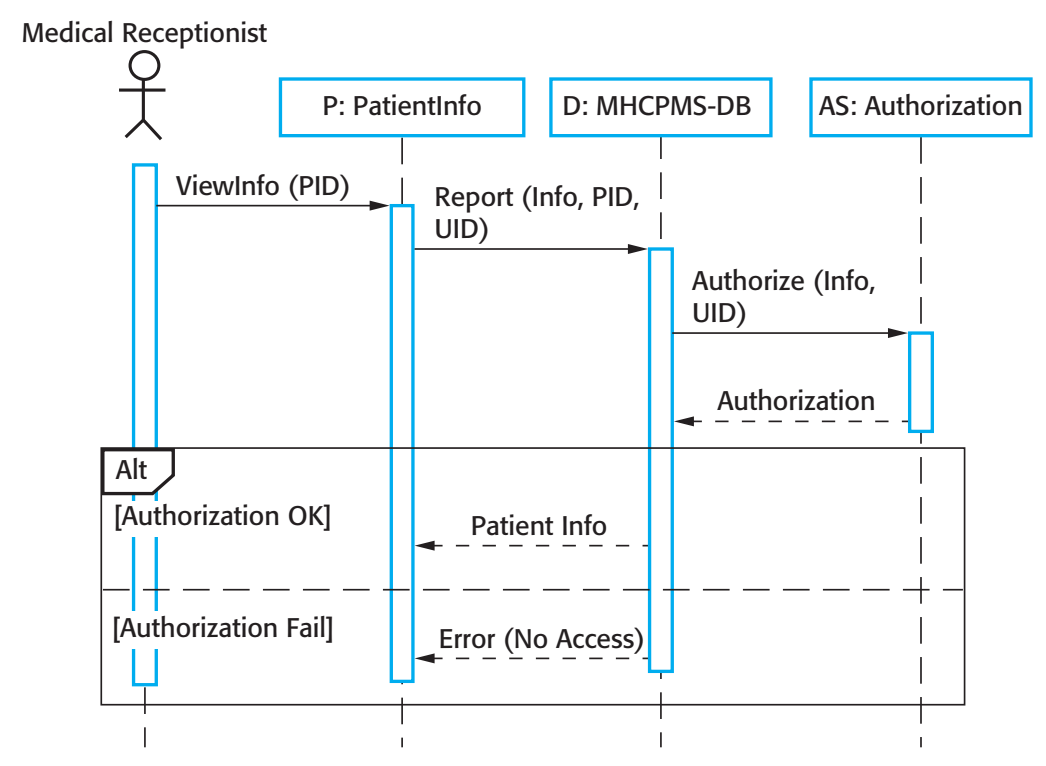 Medical Receptionist
P: PatientInfo
D: MHCPMS-DB
AS: Authorization
ViewInfo (PID)
Report (Info, PID,
UID)
Authorize (Info,
UID)
Authorization
Alt
[Authorization OK]
Patient Info
[Authorization Fail]
Error (No Access)